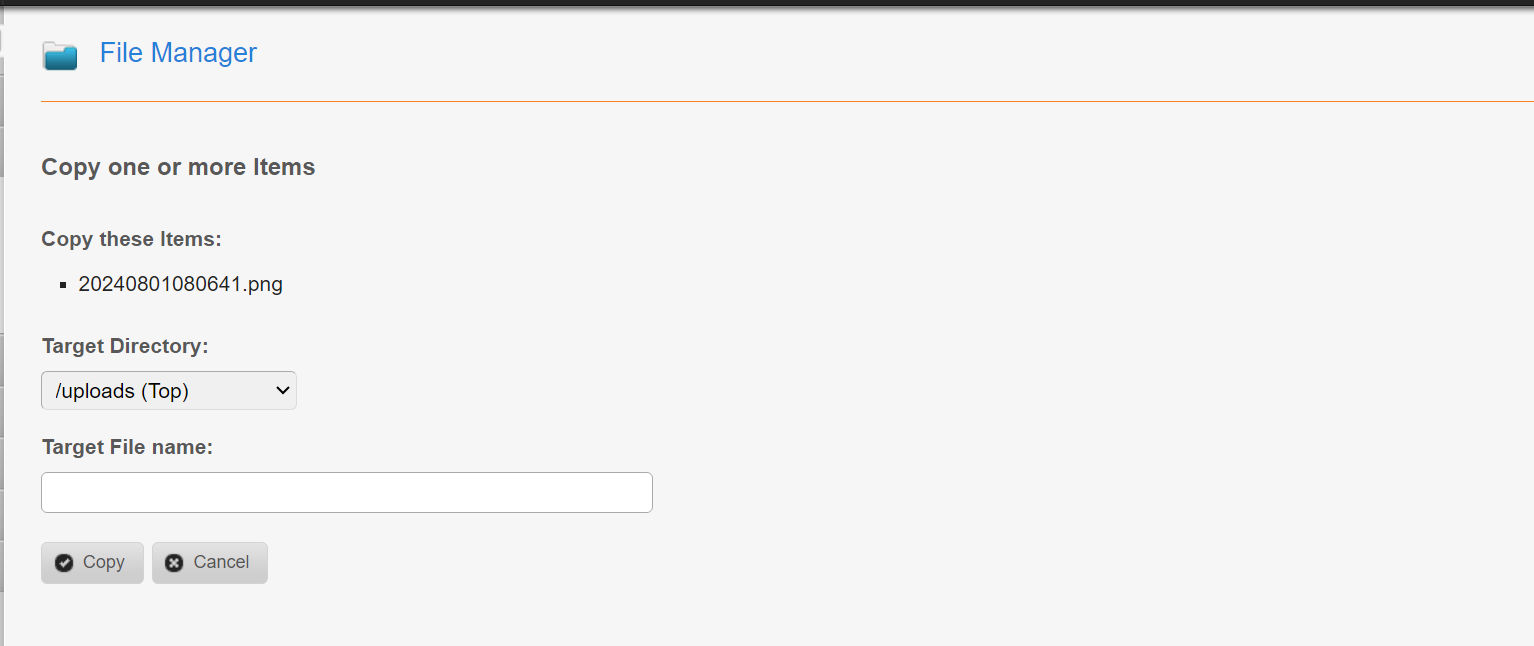 File Manager
Copy one or more Items
Copy these Items:
20240801080641.png
Target Directory:
/uploads (Top)
Target File name:
Copy Cancel